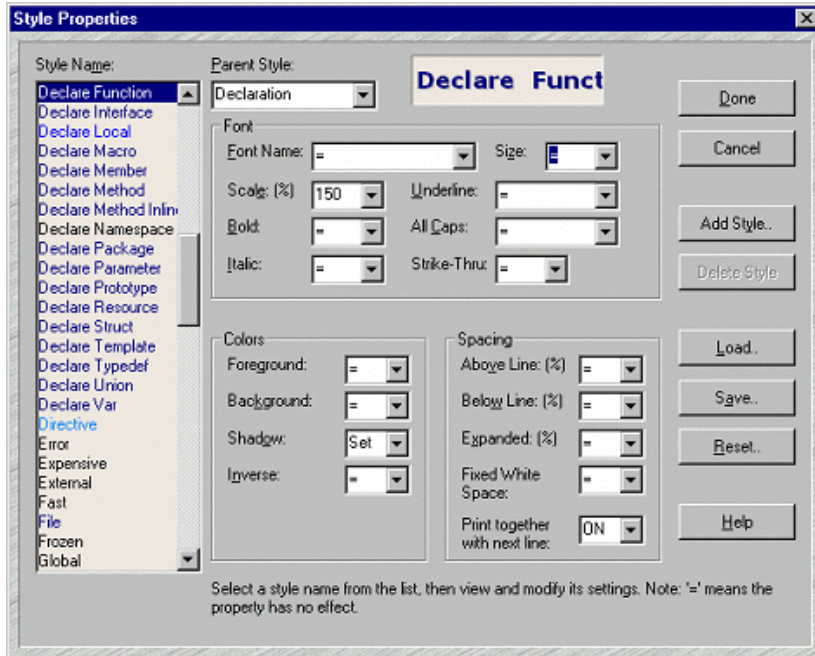 Style Properties
Style Name:
Declare Function
Declare Interface
Declare Local
Declare Macro
Declare Member
Declare Method
Declare Method Inlin
Declare Namespace
Declare Package
Declare Parameter
Declare Prototype
Declare Resource
Declare Struct
Declare Template
Declare Typedef
Declare Union
Declare Var
Directive
Error
Expensive
External
Fast
File
Frozen
Global
Parent Style:
Declaration
Declare Funct
Font
Font Name: =
Size: =
Scale: (%) 150
Underline: =
Bold: =
All Caps: =
Italic: =
Strike-Thru: =
Colors
Foreground: =
Background: =
Shadow: Set
Inverse: =
Spacing
Above Line: (%) =
Below Line: (%) =
Expanded: (%) =
Fixed White
Space: =
Print together
with next line: ON
Done
Cancel
Add Style..
Delete Style
Load..
Save..
Reset..
Help
Select a style name from the list, then view and modify its settings. Note: '=' means the
property has no effect.